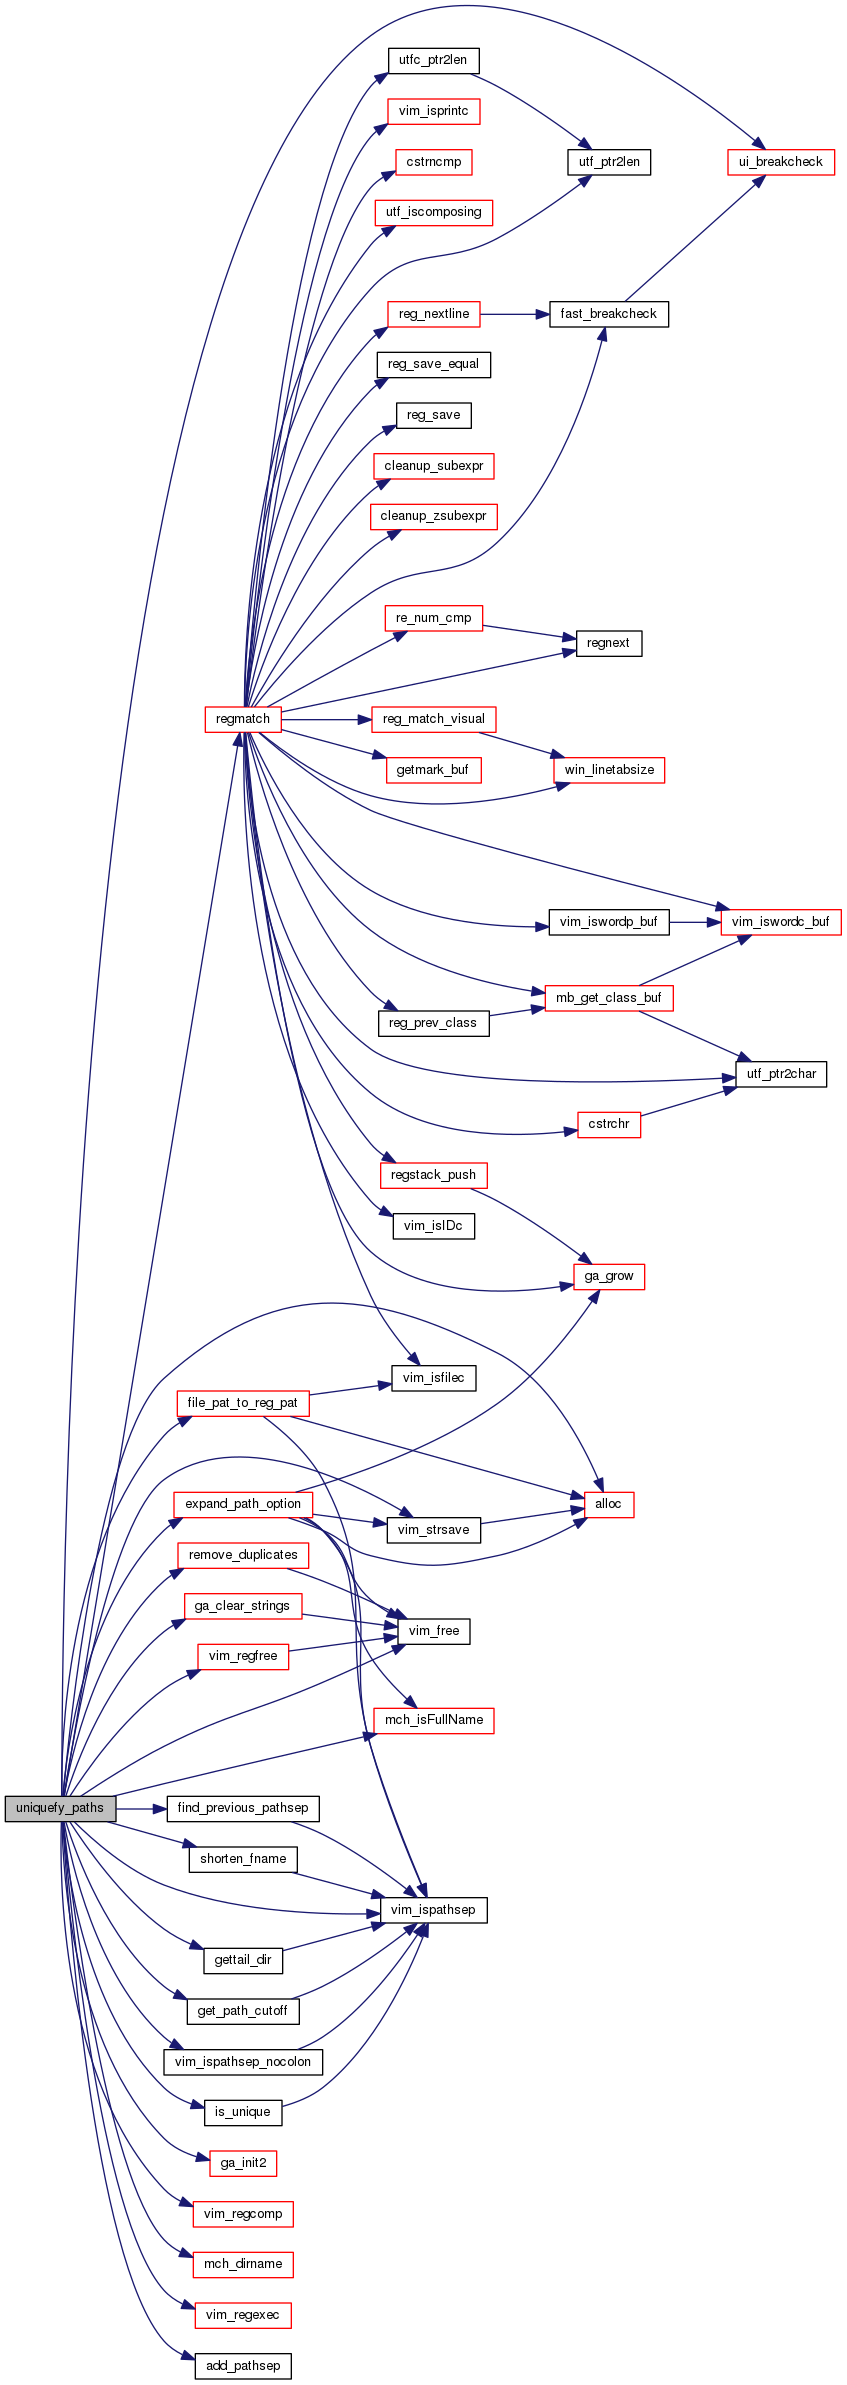 utfc_ptr2len
vim_isprintc
cstrncmp
utf_ptr2len
ui_breakcheck
utf_iscomposing
reg_nextline
fast_breakcheck
reg_save_equal
reg_save
cleanup_subexpr
cleanup_zsubexpr
re_num_cmp
regnext
regmatch
reg_match_visual
getmark_buf
win_linetabsize
vim_iswordp_buf
vim_iswordc_buf
mb_get_class_buf
reg_prev_class
utf_ptr2char
cstrchr
regstack_push
vim_isIDc
ga_grow
vim_isfilec
file_pat_to_reg_pat
expand_path_option
alloc
vim_strsave
remove_duplicates
ga_clear_strings
vim_free
vim_regfree
mch_isFullName
uniquefy_paths
find_previous_pathsep
shorten_fname
vim_ispathsep
gettail_dir
get_path_cutoff
vim_ispathsep_nocolon
is_unique
ga_init2
vim_regcomp
mch_dirname
vim_regexec
add_pathsep